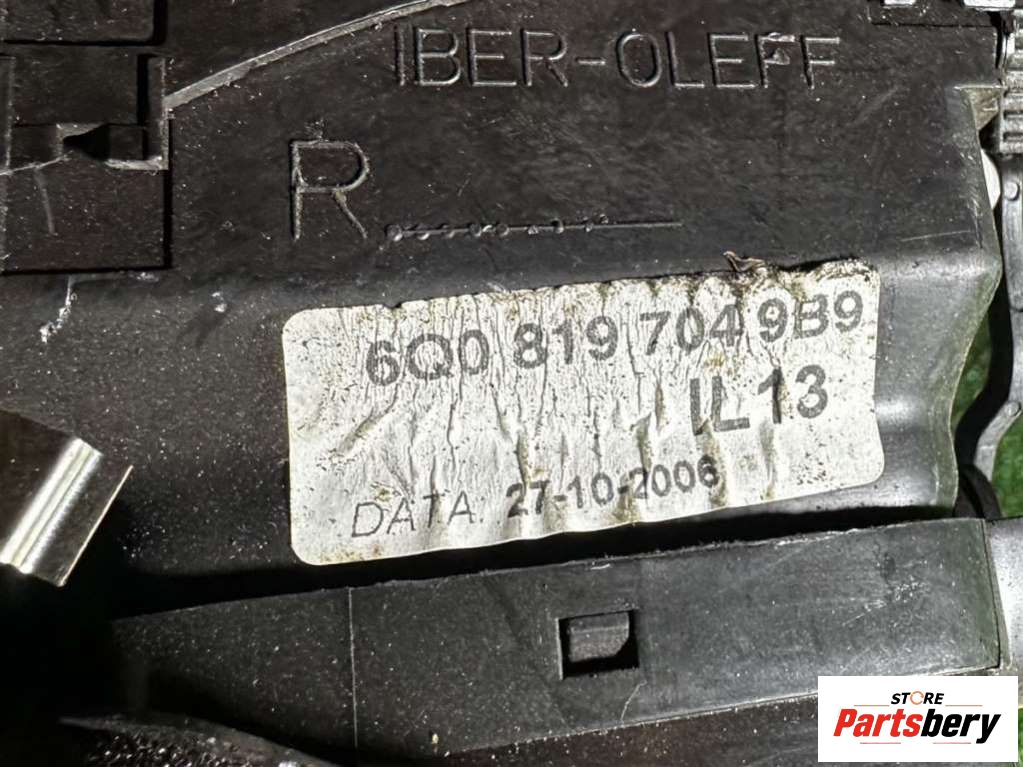 IBER-OLEFF
R
6Q0 819 704 9B9
IL13
DATA. 27-10-2006
STORE
Partsbery